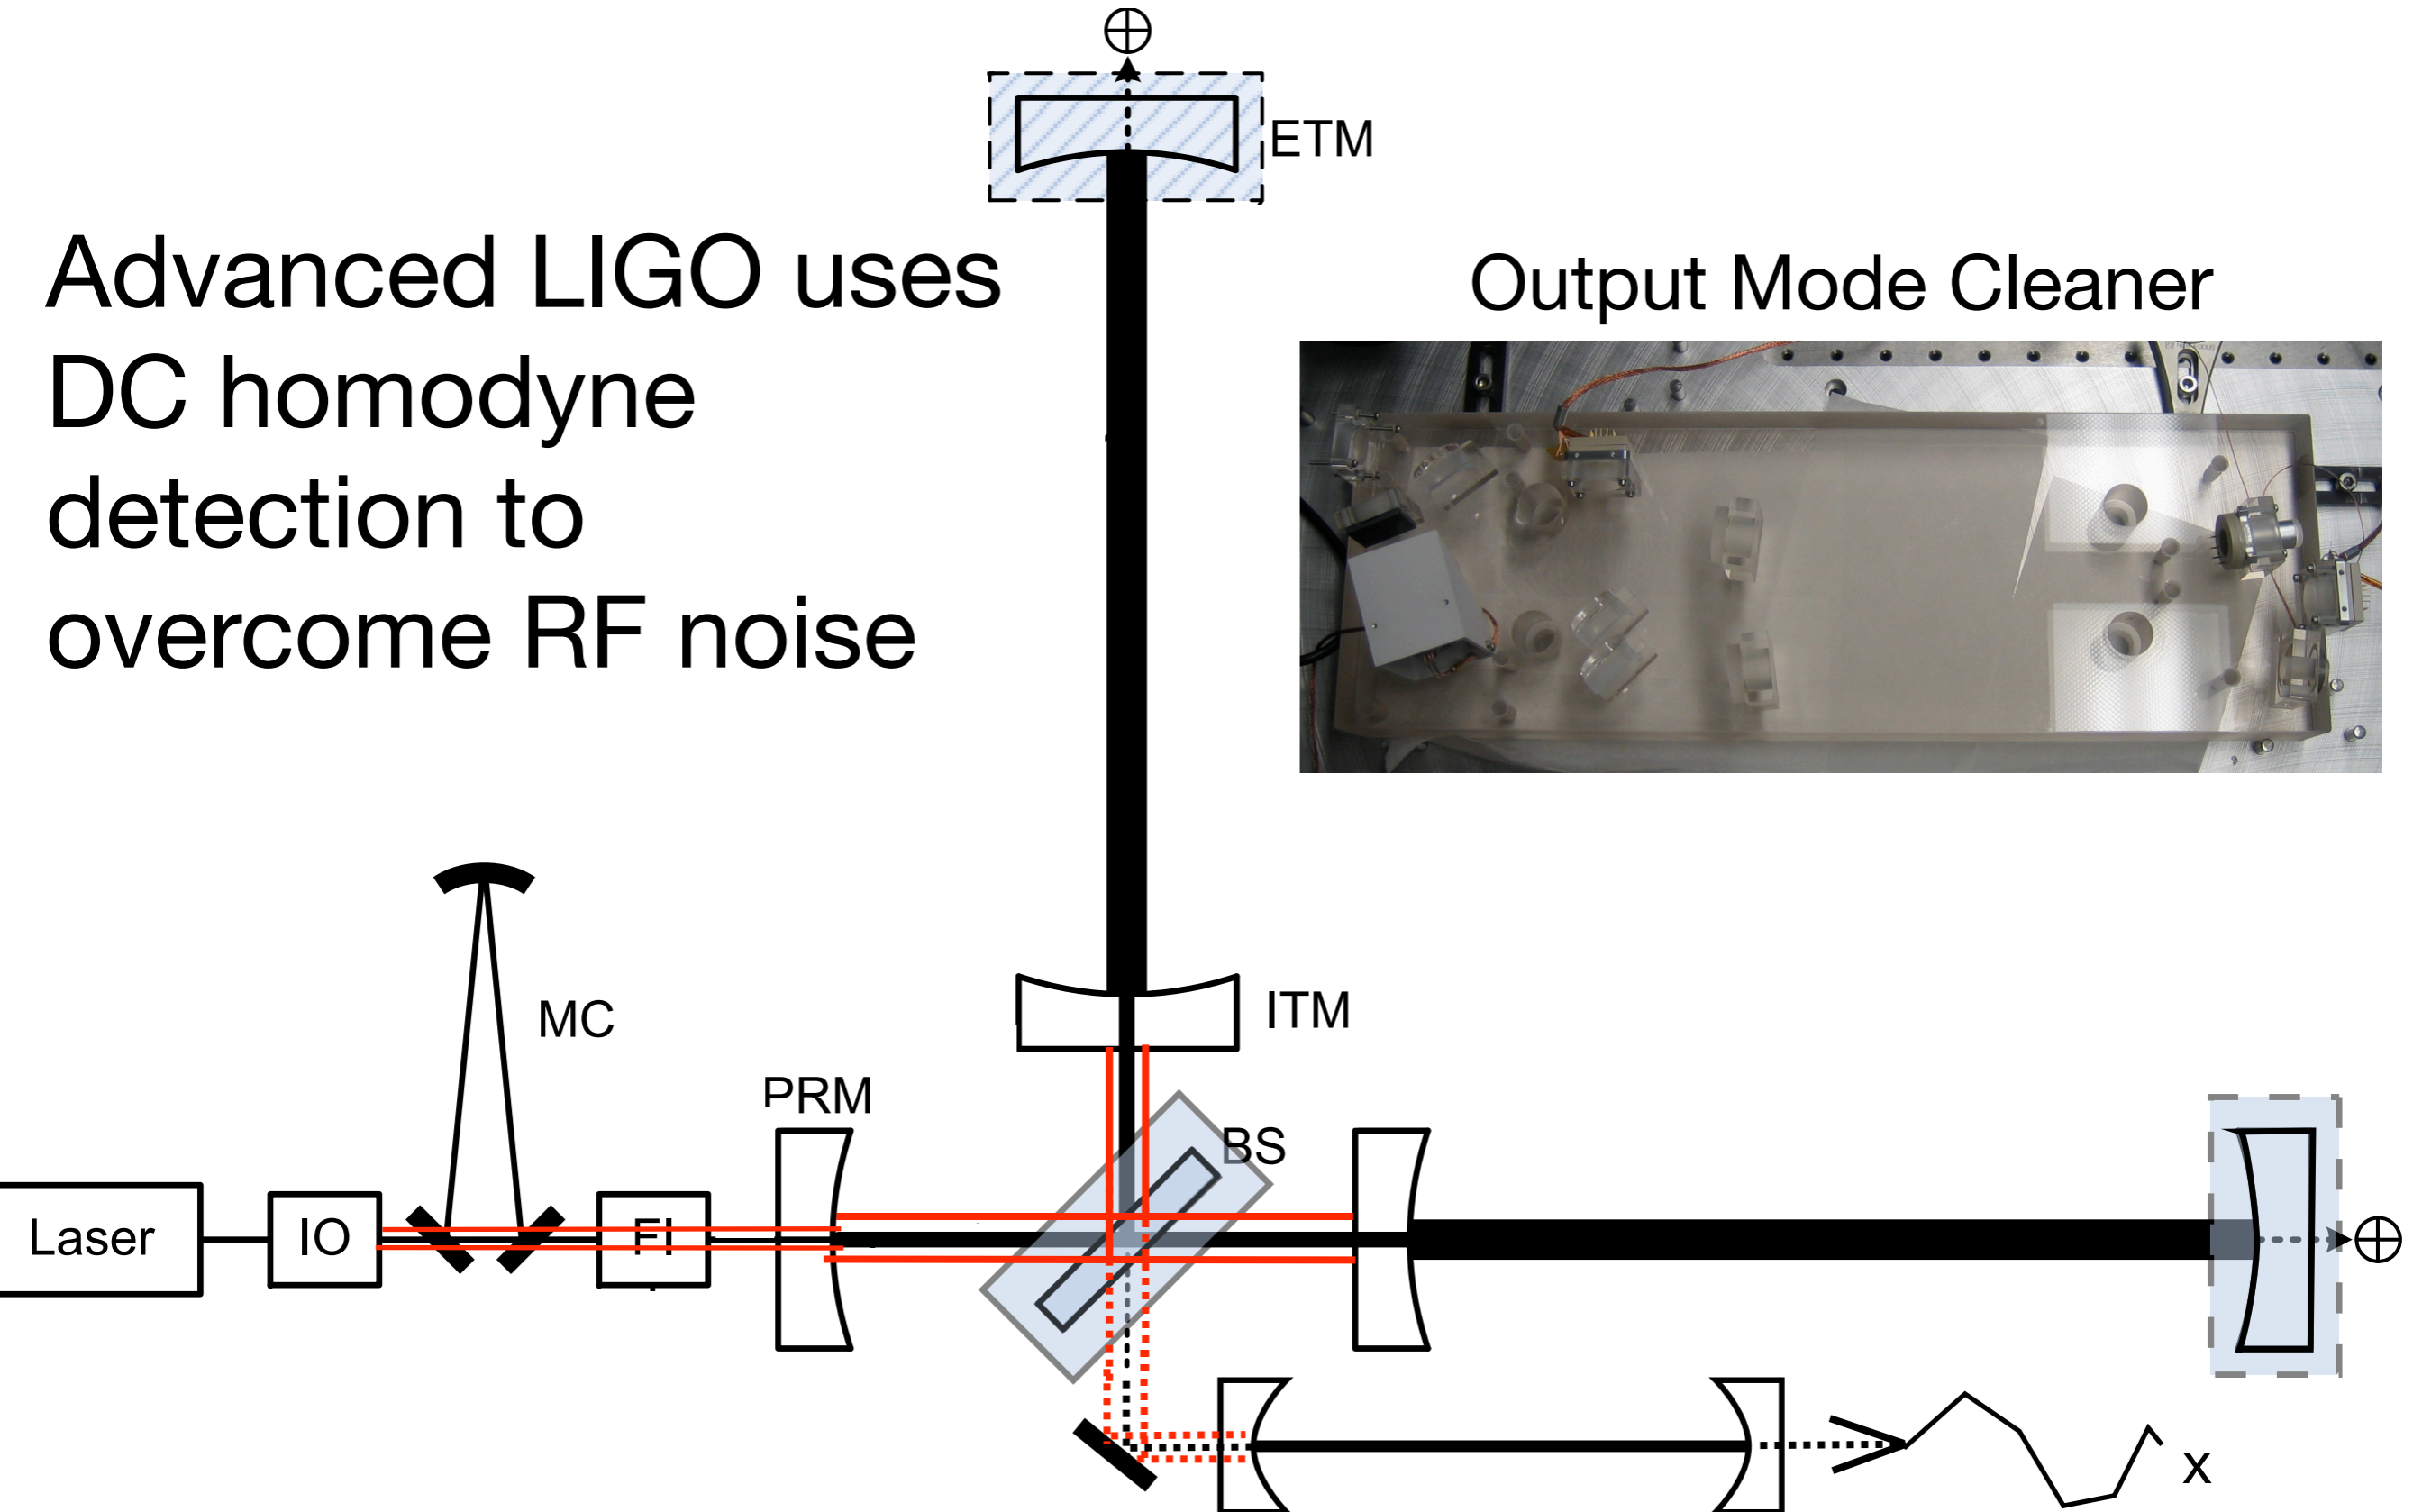 ETM
Advanced LIGO uses
DC homodyne
detection to
overcome RF noise
Output Mode Cleaner
ITM
MC
PRM
BS
Laser
IO
FI
x